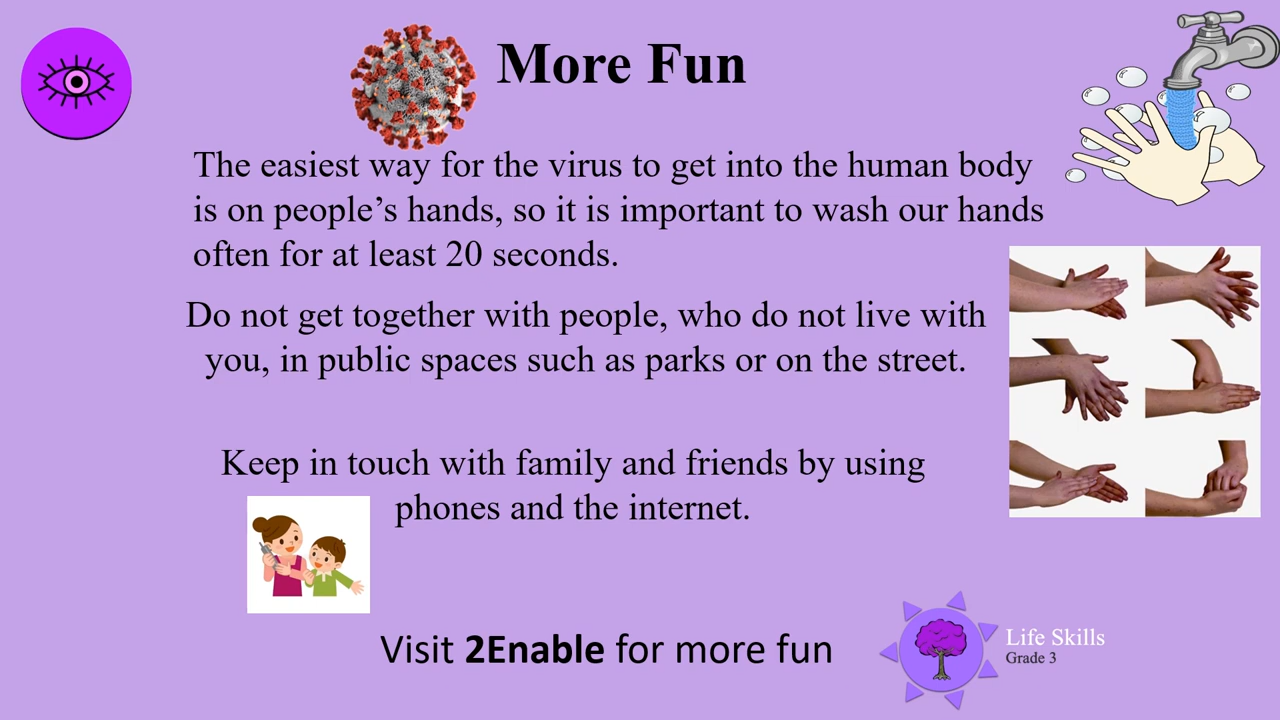 More Fun
The easiest way for the virus to get into the human body
is on people’s hands, so it is important to wash our hands
often for at least 20 seconds.
Do not get together with people, who do not live with
you, in public spaces such as parks or on the street.
Keep in touch with family and friends by using
phones and the internet.
Visit 2Enable for more fun
Life Skills
Grade 3